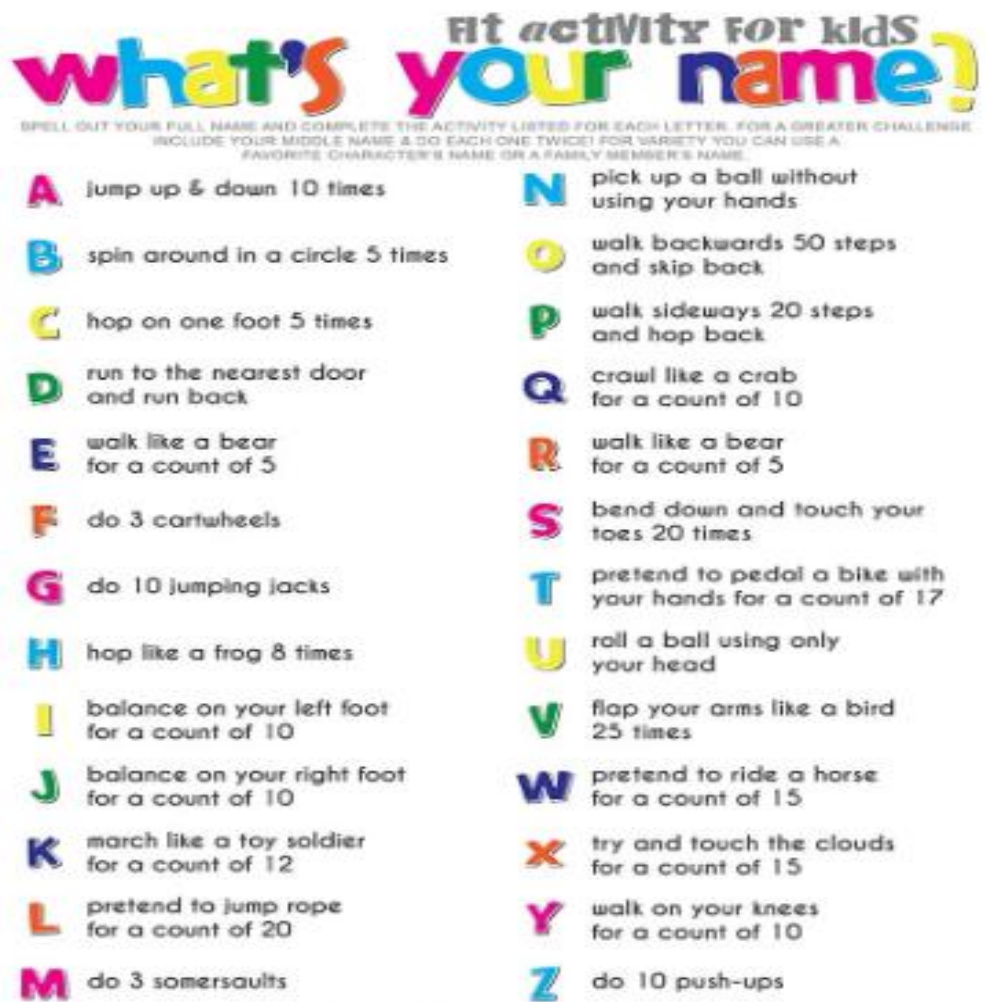 Fit activity for kids
what's your name?
SPELL OUT YOUR FULL NAME AND COMPLETE THE ACTIVITY LISTED FOR EACH LETTER. FOR A GREATER CHALLENGE
INCLUDE YOUR MIDDLE NAME & DO EACH ONE TWICE! FOR VARIETY YOU CAN USE A
FAVORITE CHARACTER'S NAME OR A FAMILY MEMBER'S NAME.
A jump up & down 10 times
B spin around in a circle 5 times
C hop on one foot 5 times
D run to the nearest door
and run back
E walk like a bear
for a count of 5
F do 3 cartwheels
G do 10 jumping jacks
H hop like a frog 8 times
I balance on your left foot
for a count of 10
J balance on your right foot
for a count of 10
K march like a toy soldier
for a count of 12
L pretend to jump rope
for a count of 20
M do 3 somersaults
N pick up a ball without
using your hands
O walk backwards 50 steps
and skip back
P walk sideways 20 steps
and hop back
Q crawl like a crab
for a count of 10
R walk like a bear
for a count of 5
S bend down and touch your
toes 20 times
T pretend to pedal a bike with
your hands for a count of 17
U roll a ball using only
your head
V flap your arms like a bird
25 times
W pretend to ride a horse
for a count of 15
X try and touch the clouds
for a count of 15
Y walk on your knees
for a count of 10
Z do 10 push-ups